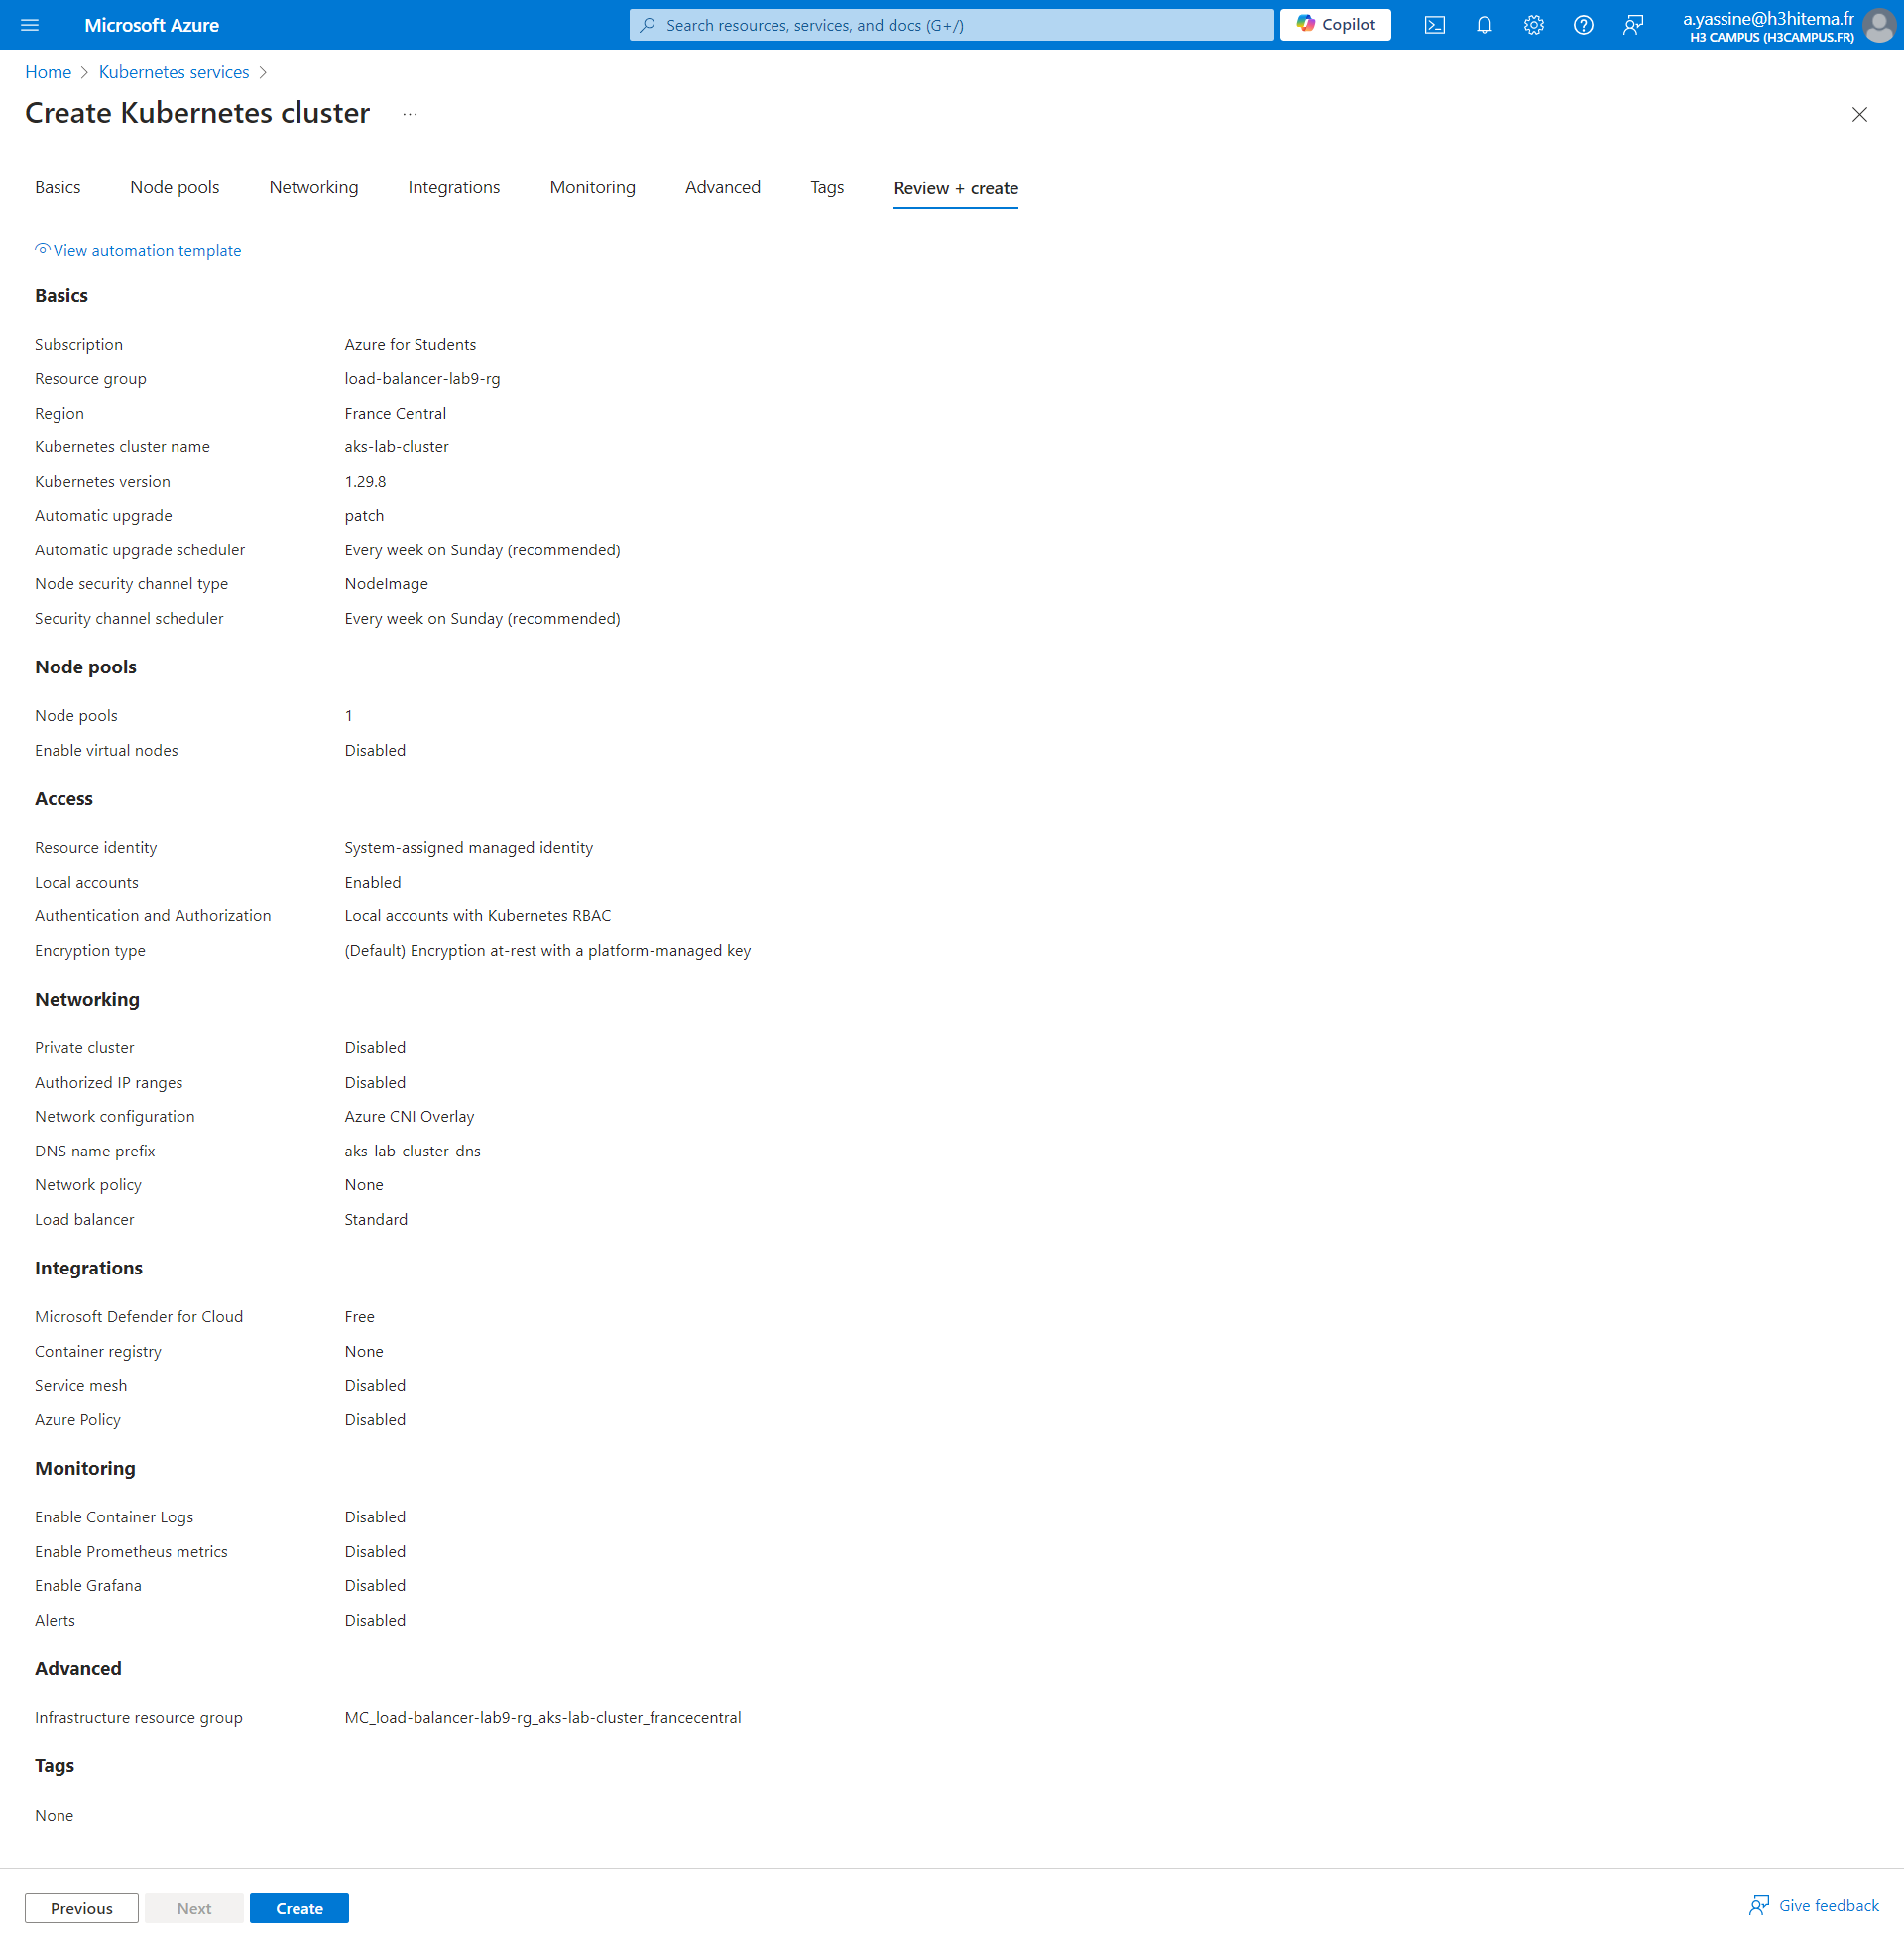 Microsoft Azure
Search resources, services, and docs (G+/)
Copilot
a.yassine@h3hitema.fr
H3 CAMPUS (H3CAMPUS.FR)
Home > Kubernetes services >
Create Kubernetes cluster ...
Basics Node pools Networking Integrations Monitoring Advanced Tags Review + create
View automation template
Basics
Subscription Azure for Students
Resource group load-balancer-lab9-rg
Region France Central
Kubernetes cluster name aks-lab-cluster
Kubernetes version 1.29.8
Automatic upgrade patch
Automatic upgrade scheduler Every week on Sunday (recommended)
Node security channel type NodeImage
Security channel scheduler Every week on Sunday (recommended)
Node pools
Node pools 1
Enable virtual nodes Disabled
Access
Resource identity System-assigned managed identity
Local accounts Enabled
Authentication and Authorization Local accounts with Kubernetes RBAC
Encryption type (Default) Encryption at-rest with a platform-managed key
Networking
Private cluster Disabled
Authorized IP ranges Disabled
Network configuration Azure CNI Overlay
DNS name prefix aks-lab-cluster-dns
Network policy None
Load balancer Standard
Integrations
Microsoft Defender for Cloud Free
Container registry None
Service mesh Disabled
Azure Policy Disabled
Monitoring
Enable Container Logs Disabled
Enable Prometheus metrics Disabled
Enable Grafana Disabled
Alerts Disabled
Advanced
Infrastructure resource group MC_load-balancer-lab9-rg_aks-lab-cluster_francecentral
Tags
None
Previous Next Create Give feedback